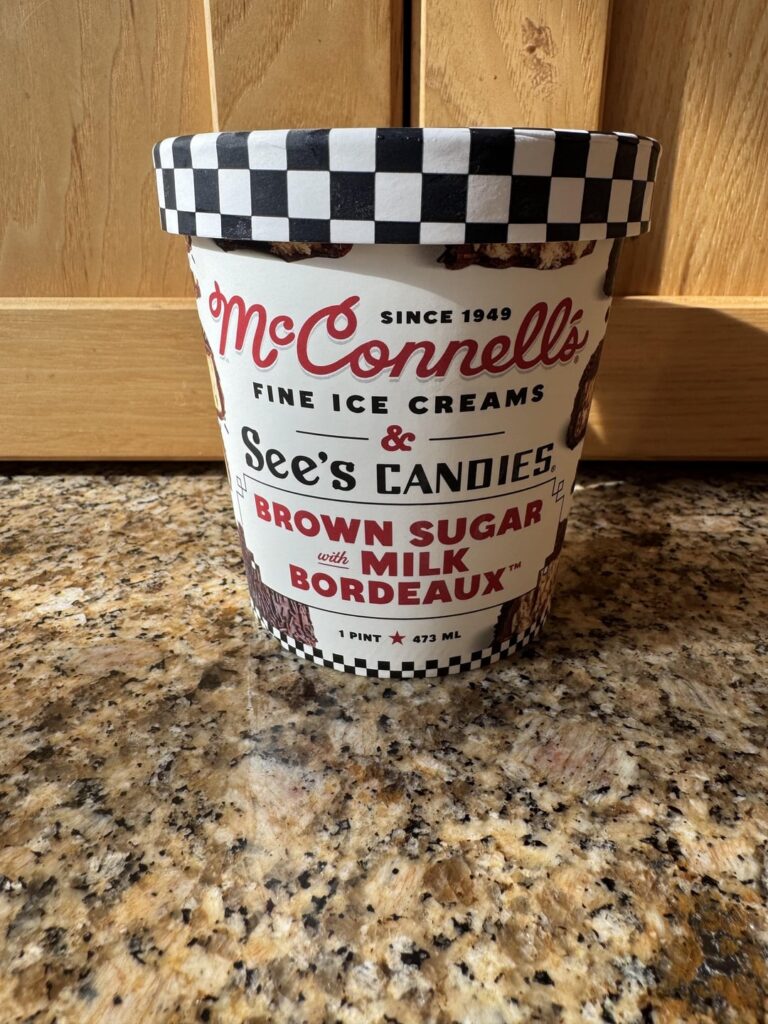 SINCE 1949
McConnell's®
FINE ICE CREAMS
&
See's CANDIES®
BROWN SUGAR
with MILK
BORDEAUX™
1 PINT ★ 473 ML